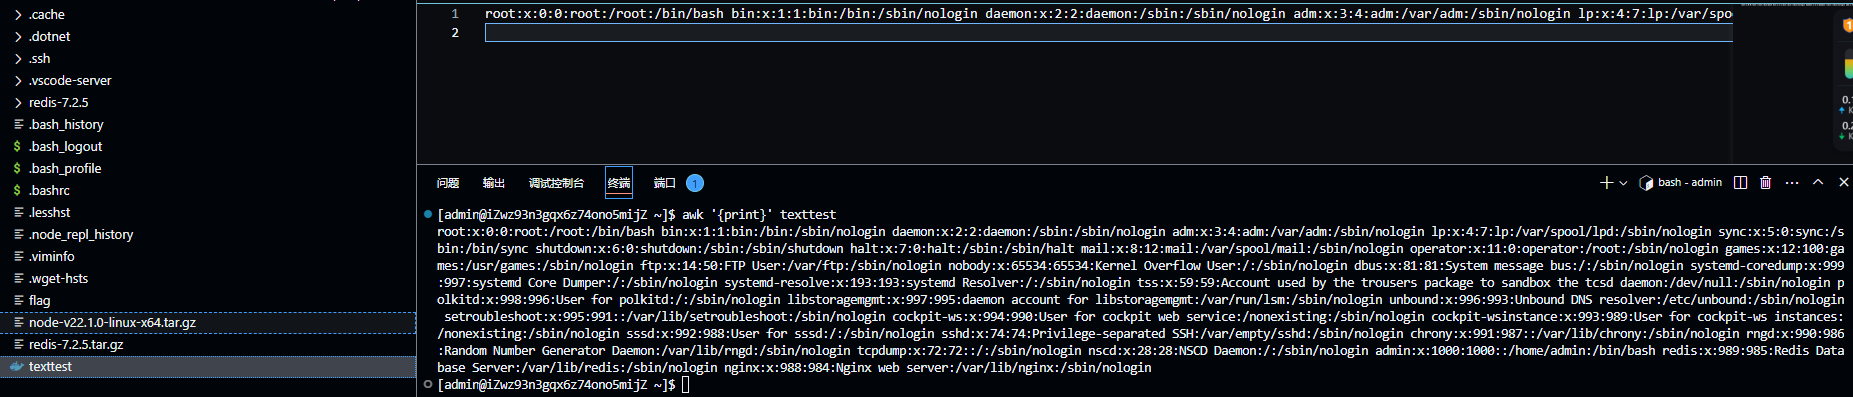 .cache
.dotnet
.ssh
.vscode-server
redis-7.2.5
.bash_history
.bash_logout
.bash_profile
.bashrc
.lesshst
.node_repl_history
.viminfo
.wget-hsts
flag
node-v22.1.0-linux-x64.tar.gz
redis-7.2.5.tar.gz
texttest
1 root:x:0:0:root:/root:/bin/bash bin:x:1:1:bin:/bin:/sbin/nologin daemon:x:2:2:daemon:/sbin:/sbin/nologin adm:x:3:4:adm:/var/adm:/sbin/nologin lp:x:4:7:lp:/var/spoo
2
问题 输出 调试控制台 终端 端口 1 bash - admin
[admin@iZwz93n3gqx6z74ono5mijZ ~]$ awk '{print}' texttest
root:x:0:0:root:/root:/bin/bash bin:x:1:1:bin:/bin:/sbin/nologin daemon:x:2:2:daemon:/sbin:/sbin/nologin adm:x:3:4:adm:/var/adm:/sbin/nologin lp:x:4:7:lp:/var/spool/lpd:/sbin/nologin sync:x:5:0:sync:/s
bin:/bin/sync shutdown:x:6:0:shutdown:/sbin:/sbin/shutdown halt:x:7:0:halt:/sbin:/sbin/halt mail:x:8:12:mail:/var/spool/mail:/sbin/nologin operator:x:11:0:operator:/root:/sbin/nologin games:x:12:100:ga
mes:/usr/games:/sbin/nologin ftp:x:14:50:FTP User:/var/ftp:/sbin/nologin nobody:x:65534:65534:Kernel Overflow User:/:/sbin/nologin dbus:x:81:81:System message bus:/:/sbin/nologin systemd-coredump:x:999
:997:systemd Core Dumper:/:/sbin/nologin systemd-resolve:x:193:193:systemd Resolver:/:/sbin/nologin tss:x:59:59:Account used by the trousers package to sandbox the tcsd daemon:/dev/null:/sbin/nologin p
olkitd:x:998:996:User for polkitd:/:/sbin/nologin libstoragemgmt:x:997:995:daemon account for libstoragemgmt:/var/run/lsm:/sbin/nologin unbound:x:996:993:Unbound DNS resolver:/etc/unbound:/sbin/nologin
setroubleshoot:x:995:991::/var/lib/setroubleshoot:/sbin/nologin cockpit-ws:x:994:990:User for cockpit web service:/nonexisting:/sbin/nologin cockpit-wsinstance:x:993:989:User for cockpit-ws instances:
/nonexisting:/sbin/nologin sssd:x:992:988:User for sssd:/:/sbin/nologin sshd:x:74:74:Privilege-separated SSH:/var/empty/sshd:/sbin/nologin chrony:x:991:987::/var/lib/chrony:/sbin/nologin rngd:x:990:986
:Random Number Generator Daemon:/var/lib/rngd:/sbin/nologin tcpdump:x:72:72::/:/sbin/nologin nscd:x:28:28:NSCD Daemon:/:/sbin/nologin admin:x:1000:1000::/home/admin:/bin/bash redis:x:989:985:Redis Data
base Server:/var/lib/redis:/sbin/nologin nginx:x:988:984:Nginx web server:/var/lib/nginx:/sbin/nologin
[admin@iZwz93n3gqx6z74ono5mijZ ~]$